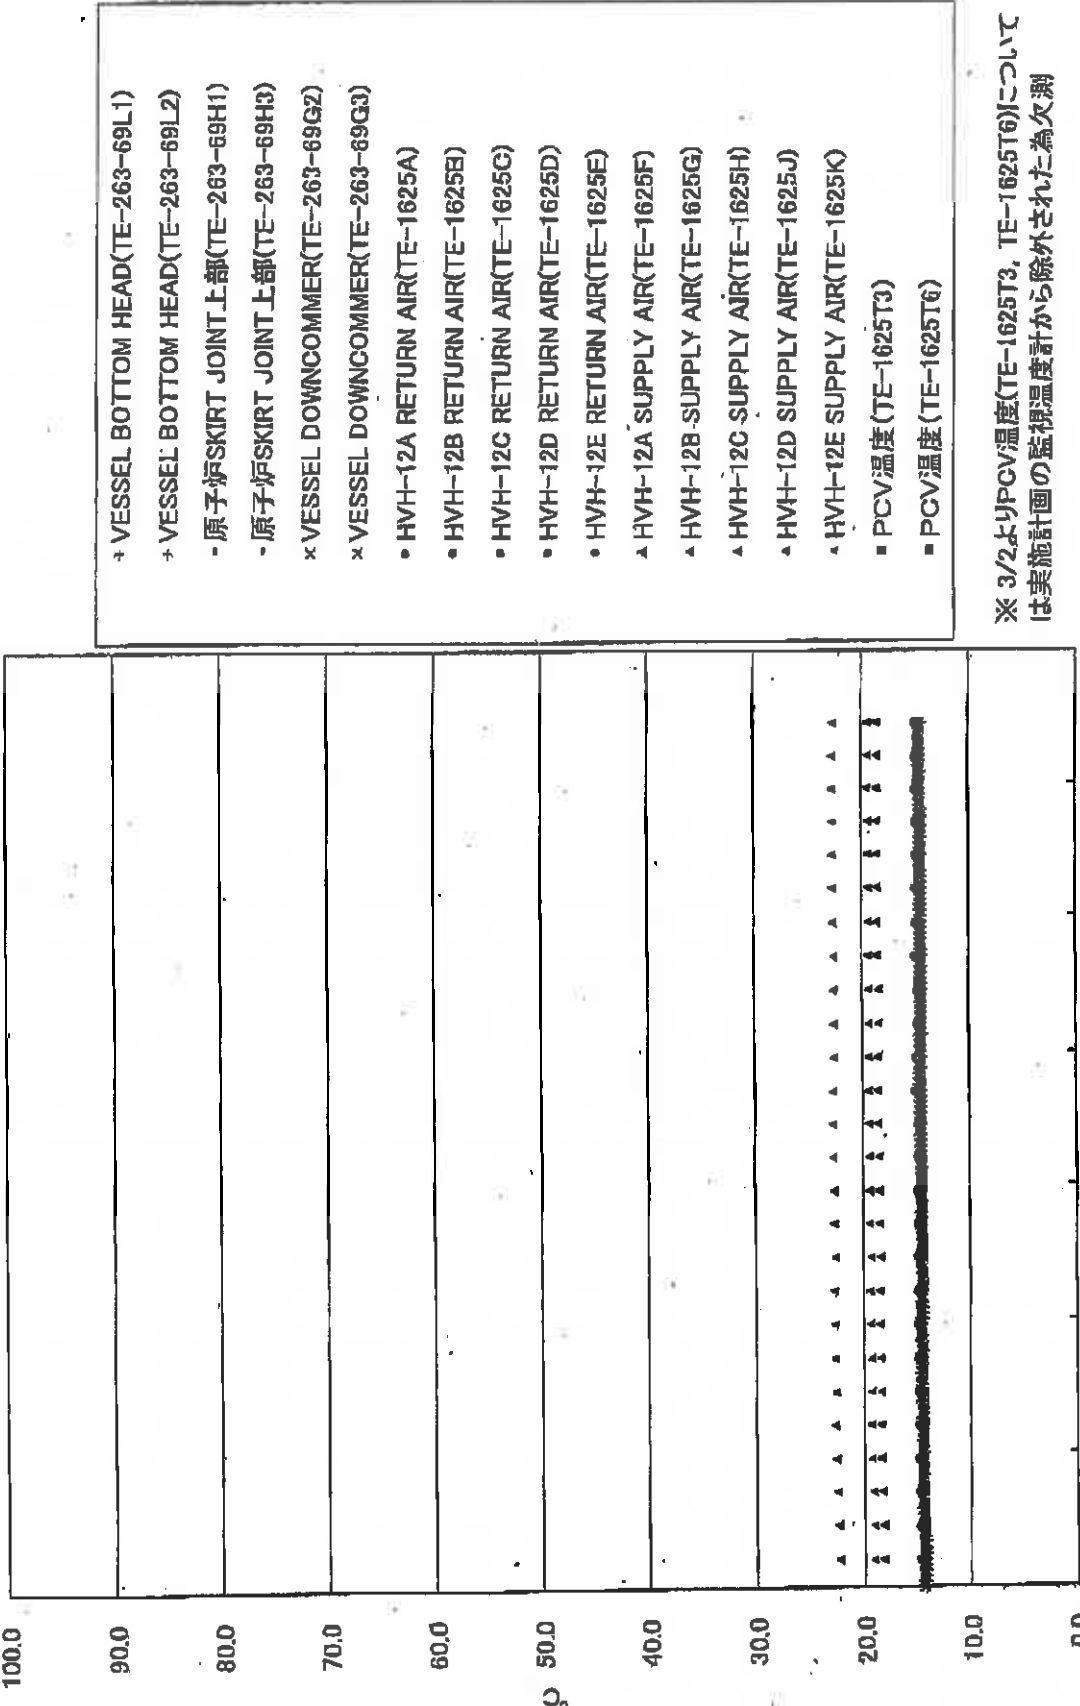 100.0
90.0
80.0
70.0
60.0
50.0
40.0
30.0
20.0
10.0
0.0
℃
+ VESSEL BOTTOM HEAD(TE-263-69L1)
+ VESSEL BOTTOM HEAD(TE-263-69L2)
- 原子炉SKIRT JOINT上部(TE-263-69H1)
- 原子炉SKIRT JOINT上部(TE-263-69H3)
× VESSEL DOWNCOMMER(TE-263-69G2)
× VESSEL DOWNCOMMER(TE-263-69G3)
● HVH-12A RETURN AIR(TE-1625A)
● HVH-12B RETURN AIR(TE-1625B)
● HVH-12C RETURN AIR(TE-1625C)
● HVH-12D RETURN AIR(TE-1625D)
● HVH-12E RETURN AIR(TE-1625E)
▲ HVH-12A SUPPLY AIR(TE-1625F)
▲ HVH-12B SUPPLY AIR(TE-1625G)
▲ HVH-12C SUPPLY AIR(TE-1625H)
▲ HVH-12D SUPPLY AIR(TE-1625J)
▲ HVH-12E SUPPLY AIR(TE-1625K)
■ PCV温度(TE-1625T3)
■ PCV温度(TE-1625T6)
※ 3/2よりPCV温度(TE-1625T3, TE-1625T6)について
は実施計画の監視温度計から除外された為欠測